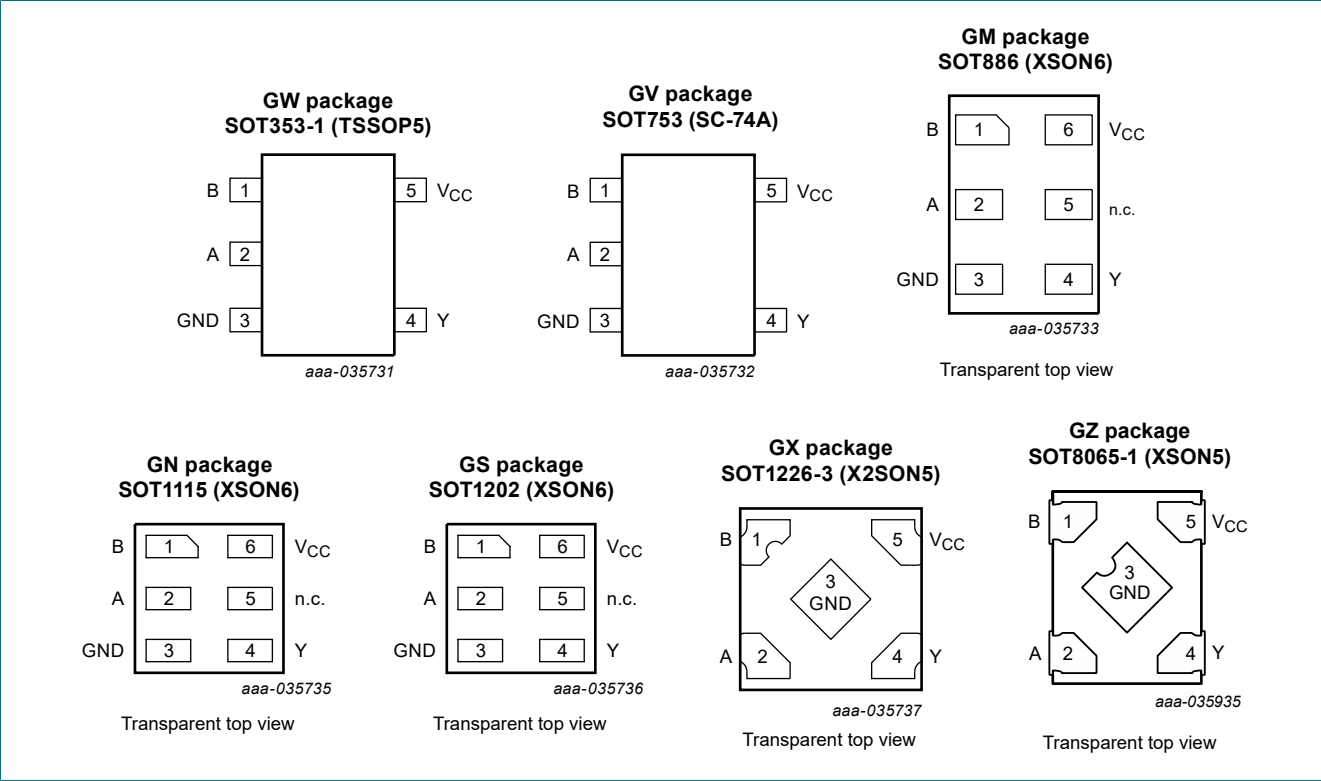 GW package
SOT353-1 (TSSOP5)
B 1
5 VCC
A 2
GND 3
4 Y
aaa-035731
GV package
SOT753 (SC-74A)
B 1
5 VCC
A 2
GND 3
4 Y
aaa-035732
GM package
SOT886 (XSON6)
B 1 6 VCC
A 2 5 n.c.
GND 3 4 Y
aaa-035733
Transparent top view
GN package
SOT1115 (XSON6)
B 1 6 VCC
A 2 5 n.c.
GND 3 4 Y
aaa-035735
Transparent top view
GS package
SOT1202 (XSON6)
B 1 6 VCC
A 2 5 n.c.
GND 3 4 Y
aaa-035736
Transparent top view
GX package
SOT1226-3 (X2SON5)
B 1 5 VCC
3
GND
A 2 4 Y
aaa-035737
Transparent top view
GZ package
SOT8065-1 (XSON5)
B 1 5 VCC
3
GND
A 2 4 Y
aaa-035935
Transparent top view